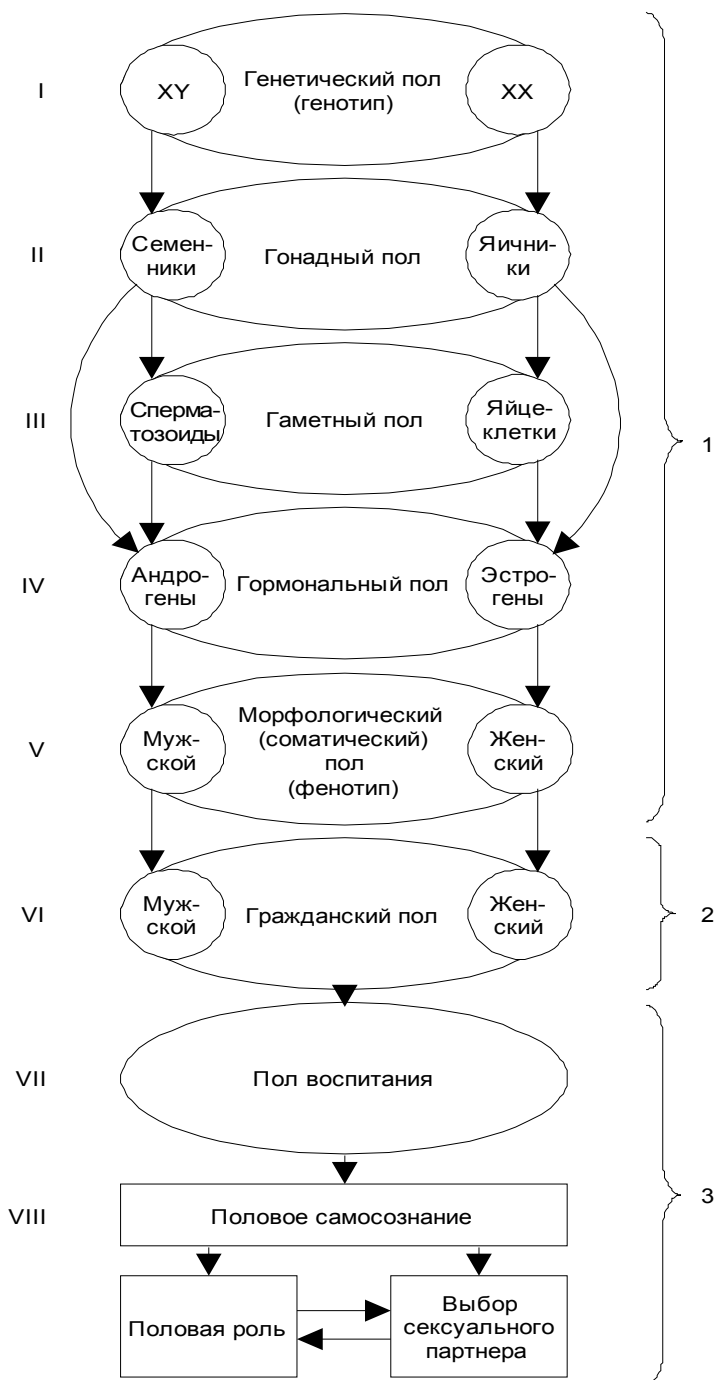 I
XY
Генетический пол
(генотип)
XX
II
Семен-
ники
Гонадный пол
Яични-
ки
III
Сперма-
тозоиды
Гаметный пол
Яйце-
клетки
1
IV
Андро-
гены
Гормональный пол
Эстро-
гены
V
Муж-
ской
Морфологический
(соматический)
пол
(фенотип)
Жен-
ский
VI
Муж-
ской
Гражданский пол
Жен-
ский
2
VII
Пол воспитания
VIII
Половое самосознание
3
Половая роль
Выбор
сексуального
партнера